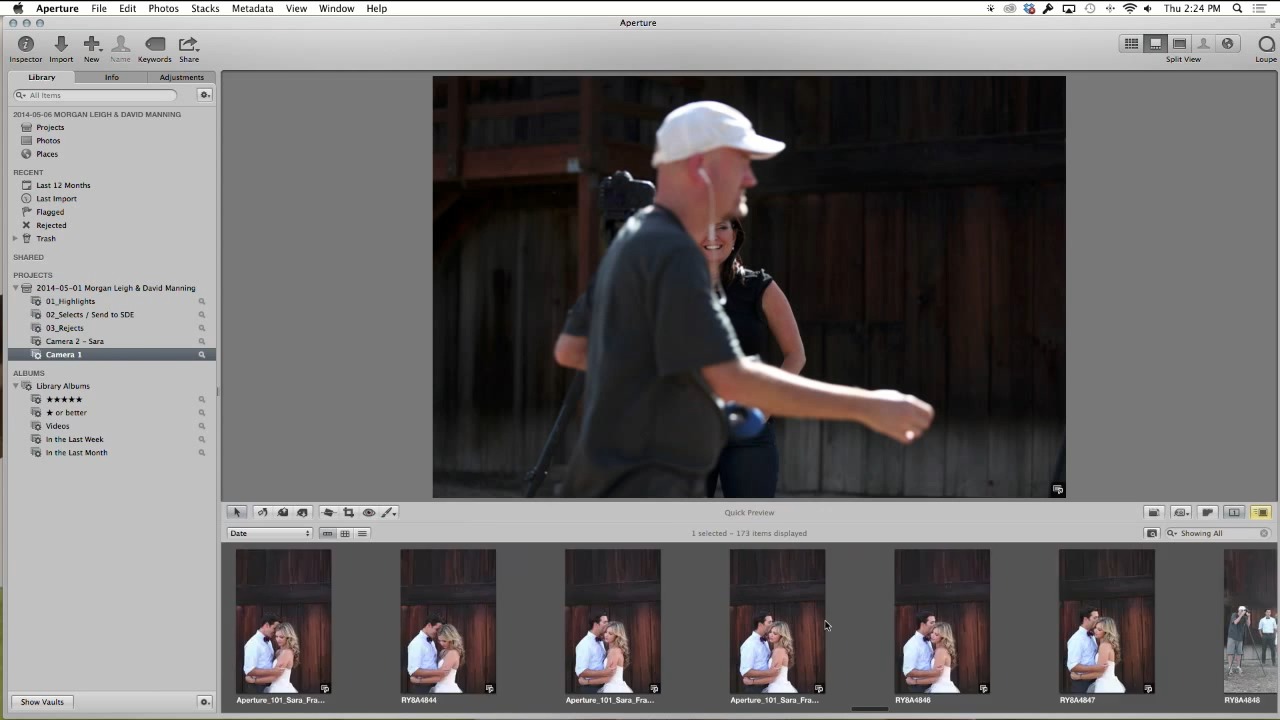 Aperture File Edit Photos Stacks Metadata View Window Help Thu 2:24 PM
Aperture
Inspector Import New Name Keywords Share Split View Loupe
Library Info Adjustments
All Items
2014-05-06 MORGAN LEIGH & DAVID MANNING
Projects
Photos
Places
RECENT
Last 12 Months
Last Import
Flagged
Rejected
Trash
SHARED
PROJECTS
2014-05-01 Morgan Leigh & David Manning
01_Highlights
02_Selects / Send to SDE
03_Rejects
Camera 2 - Sara
Camera 1
ALBUMS
Library Albums
★★★★★
★ or better
Videos
In the Last Week
In the Last Month
Show Vaults
Quick Preview
Date 1 selected - 173 items displayed Showing All
Aperture_101_Sara_Fra... RY8A4844 Aperture_101_Sara_Fra... Aperture_101_Sara_Fra... RY8A4846 RY8A4847 RY8A4848